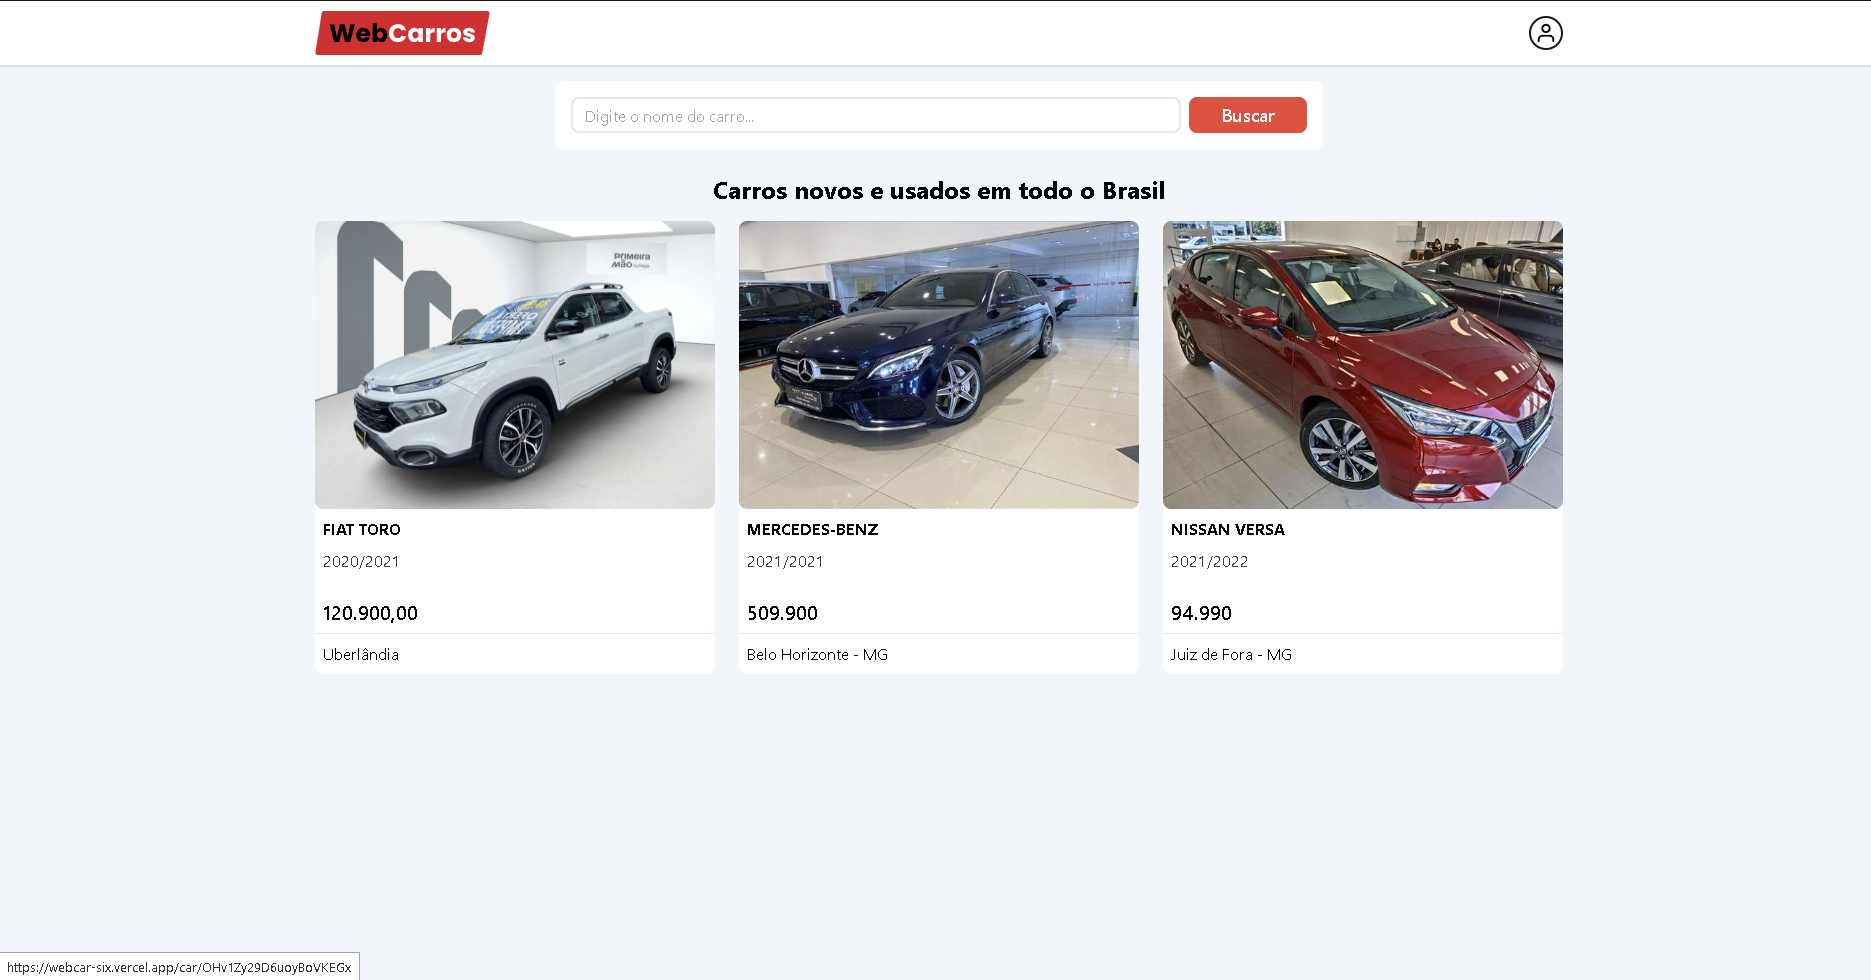 WebCarros
Digite o nome do carro...
Buscar
Carros novos e usados em todo o Brasil
PRIMEIRA
MÃO
FIAT TORO
2020/2021
120.900,00
Uberlândia
MERCEDES-BENZ
2021/2021
509.900
Belo Horizonte - MG
NISSAN VERSA
2021/2022
94.990
Juiz de Fora - MG
https://webcar-six.vercel.app/car/OHv1Zy29D6uoyBoVKEGx